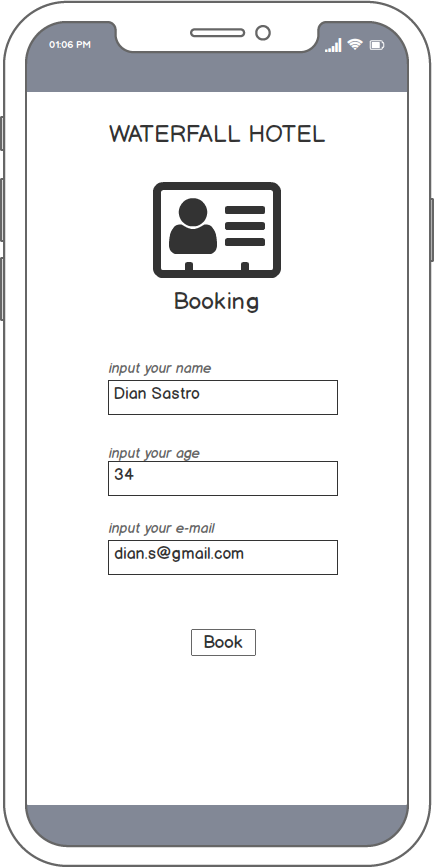 01:06 PM
WATERFALL HOTEL
Booking
input your name
Dian Sastro
input your age
34
input your e-mail
dian.s@gmail.com
Book